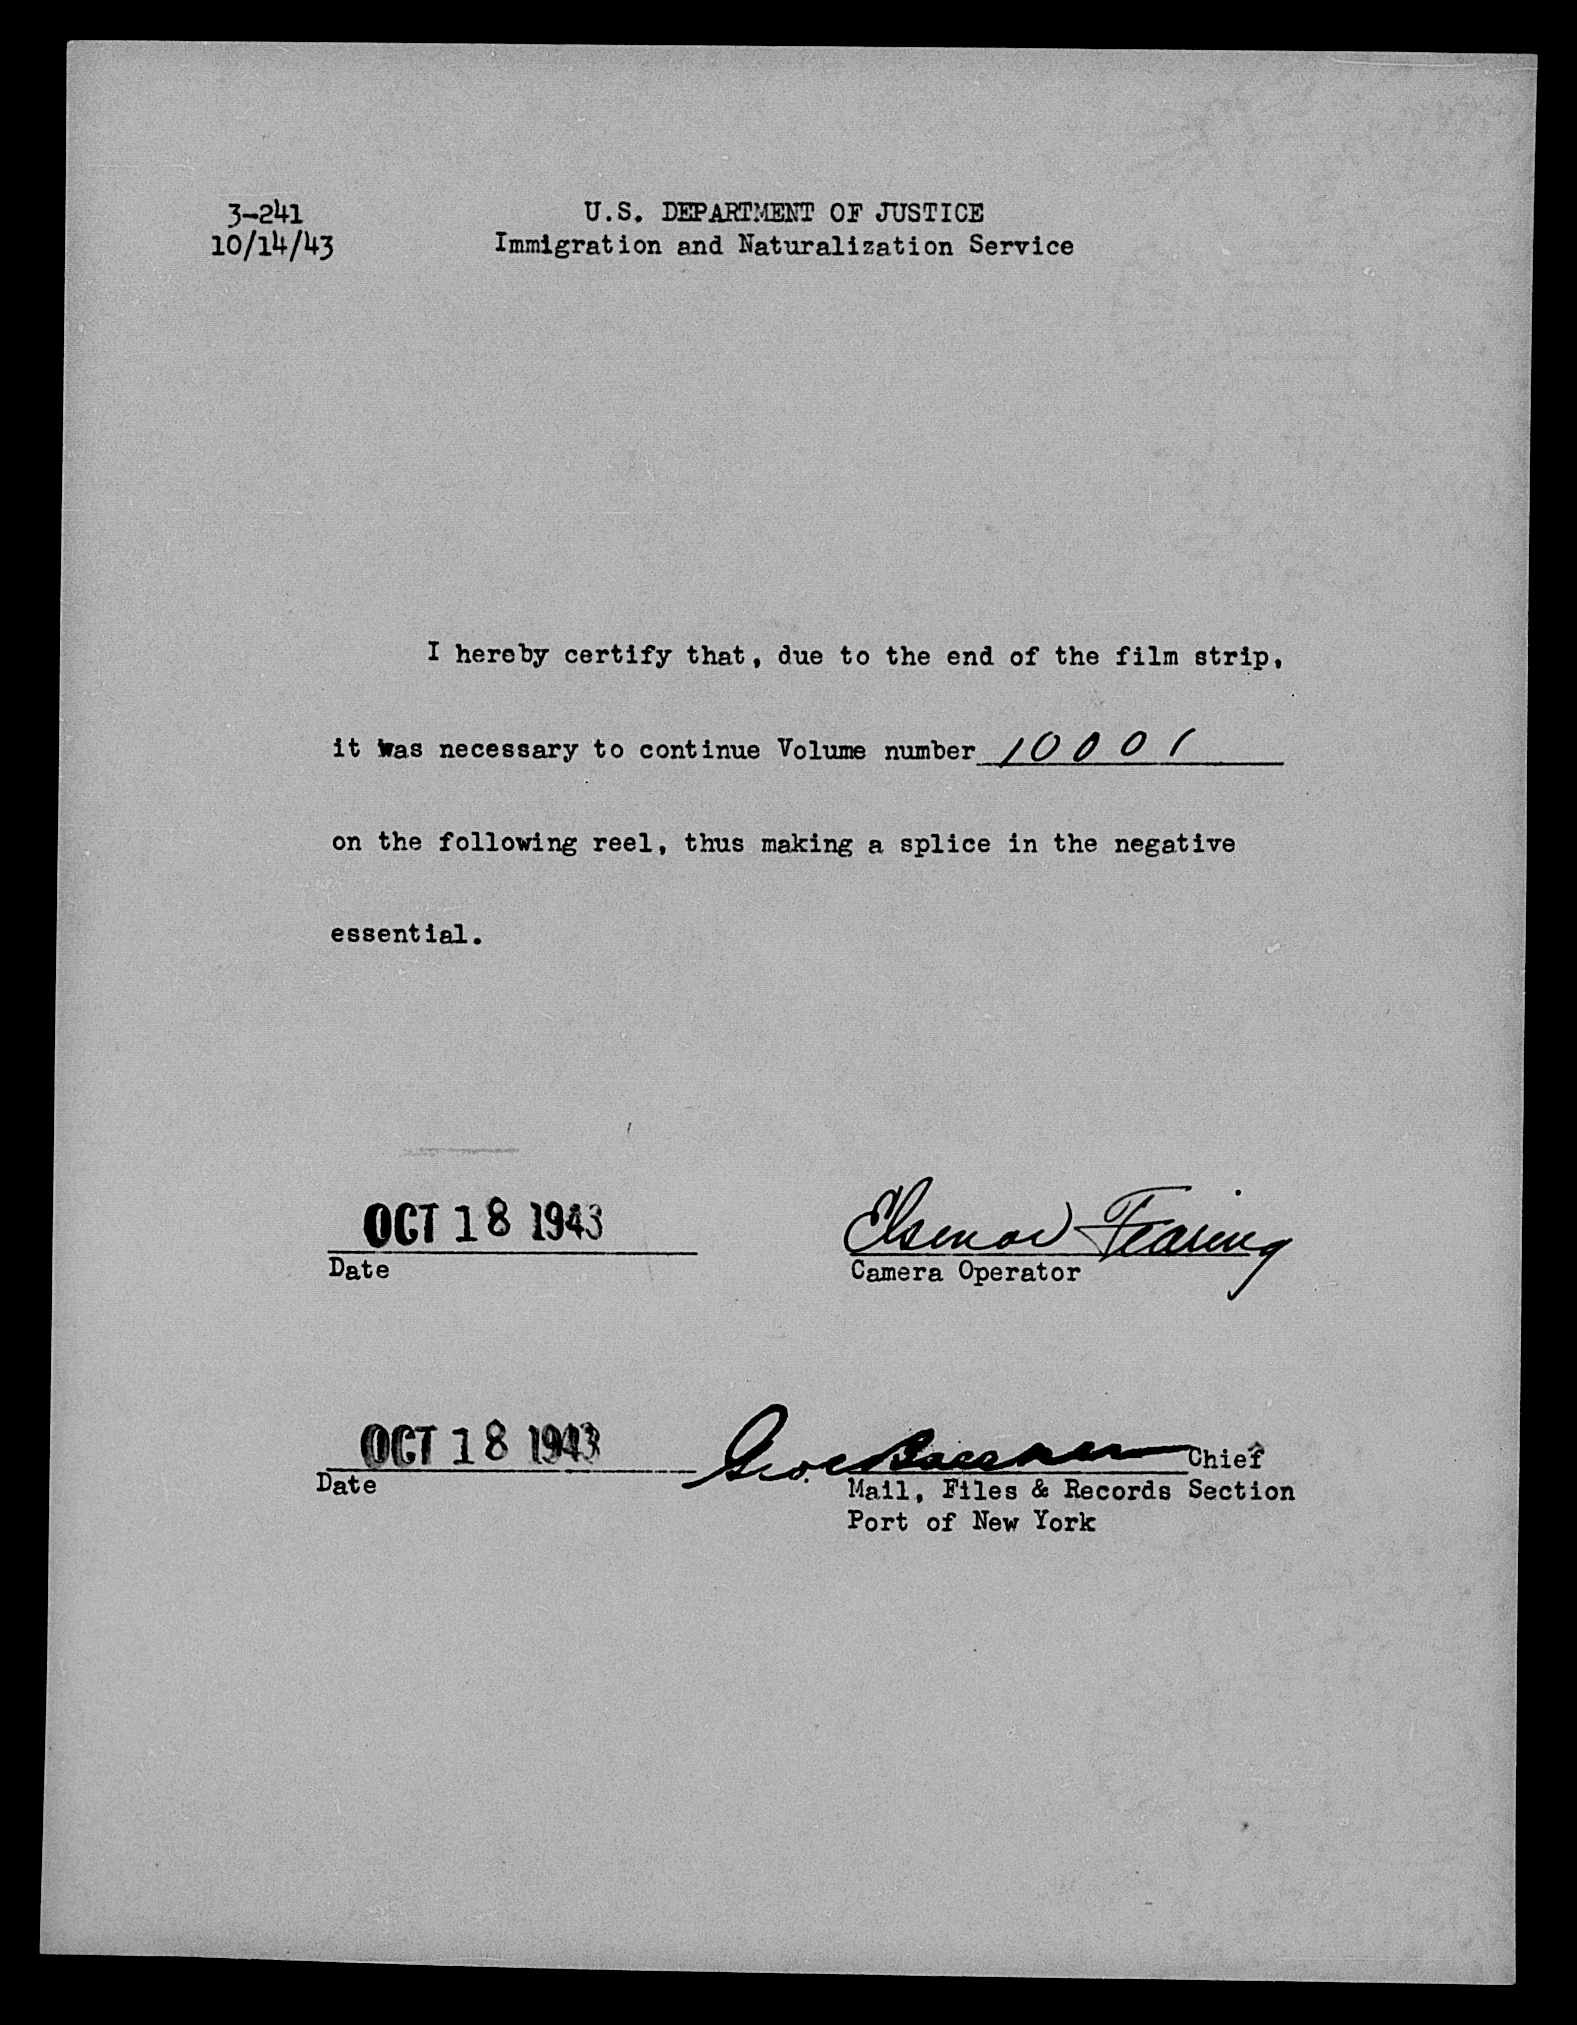 3-241
10/14/43
U.S. DEPARTMENT OF JUSTICE
Immigration and Naturalization Service
I hereby certify that, due to the end of the film strip,
it was necessary to continue Volume number 10001
on the following reel, thus making a splice in the negative
essential.
OCT 18 1943
Date
Fearing
Camera Operator
OCT 18 1943
Date
Geo. Chief
Mail, Files & Records Section
Port of New York